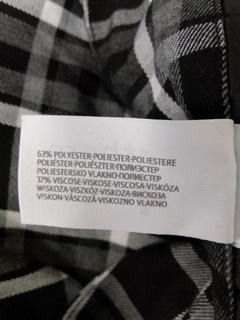 63% POLYESTER-POLIESTER-POLIESTERE
POLIÉSTER-POLIÉSZTER-ПОЛИЭСТЕР
POLIESTERSKO VLAKNO-ПОЛИЕСТЕР
37% VISCOSE-VISKOSE-VISCOSA-VISKÓZA
WISKOZA-VISZKÓZ-VISKOZA-ВИСКОЗА
VISKON-VÂSCOZĂ-VISKOZNO VLAKNO